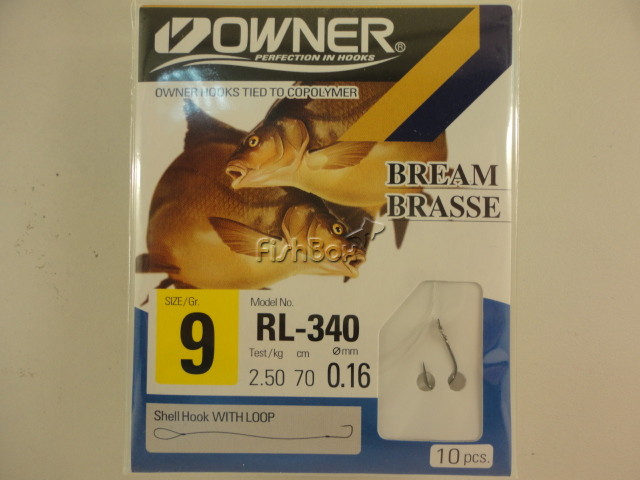 OWNER®
PERFECTION IN HOOKS
OWNER HOOKS TIED TO COPOLYMER
BREAM
BRASSE
FishBox
SIZE/Gr.
9
Model No.
RL-340
Test/kg cm Ømm
2.50 70 0.16
Shell Hook WITH LOOP
10 pcs.